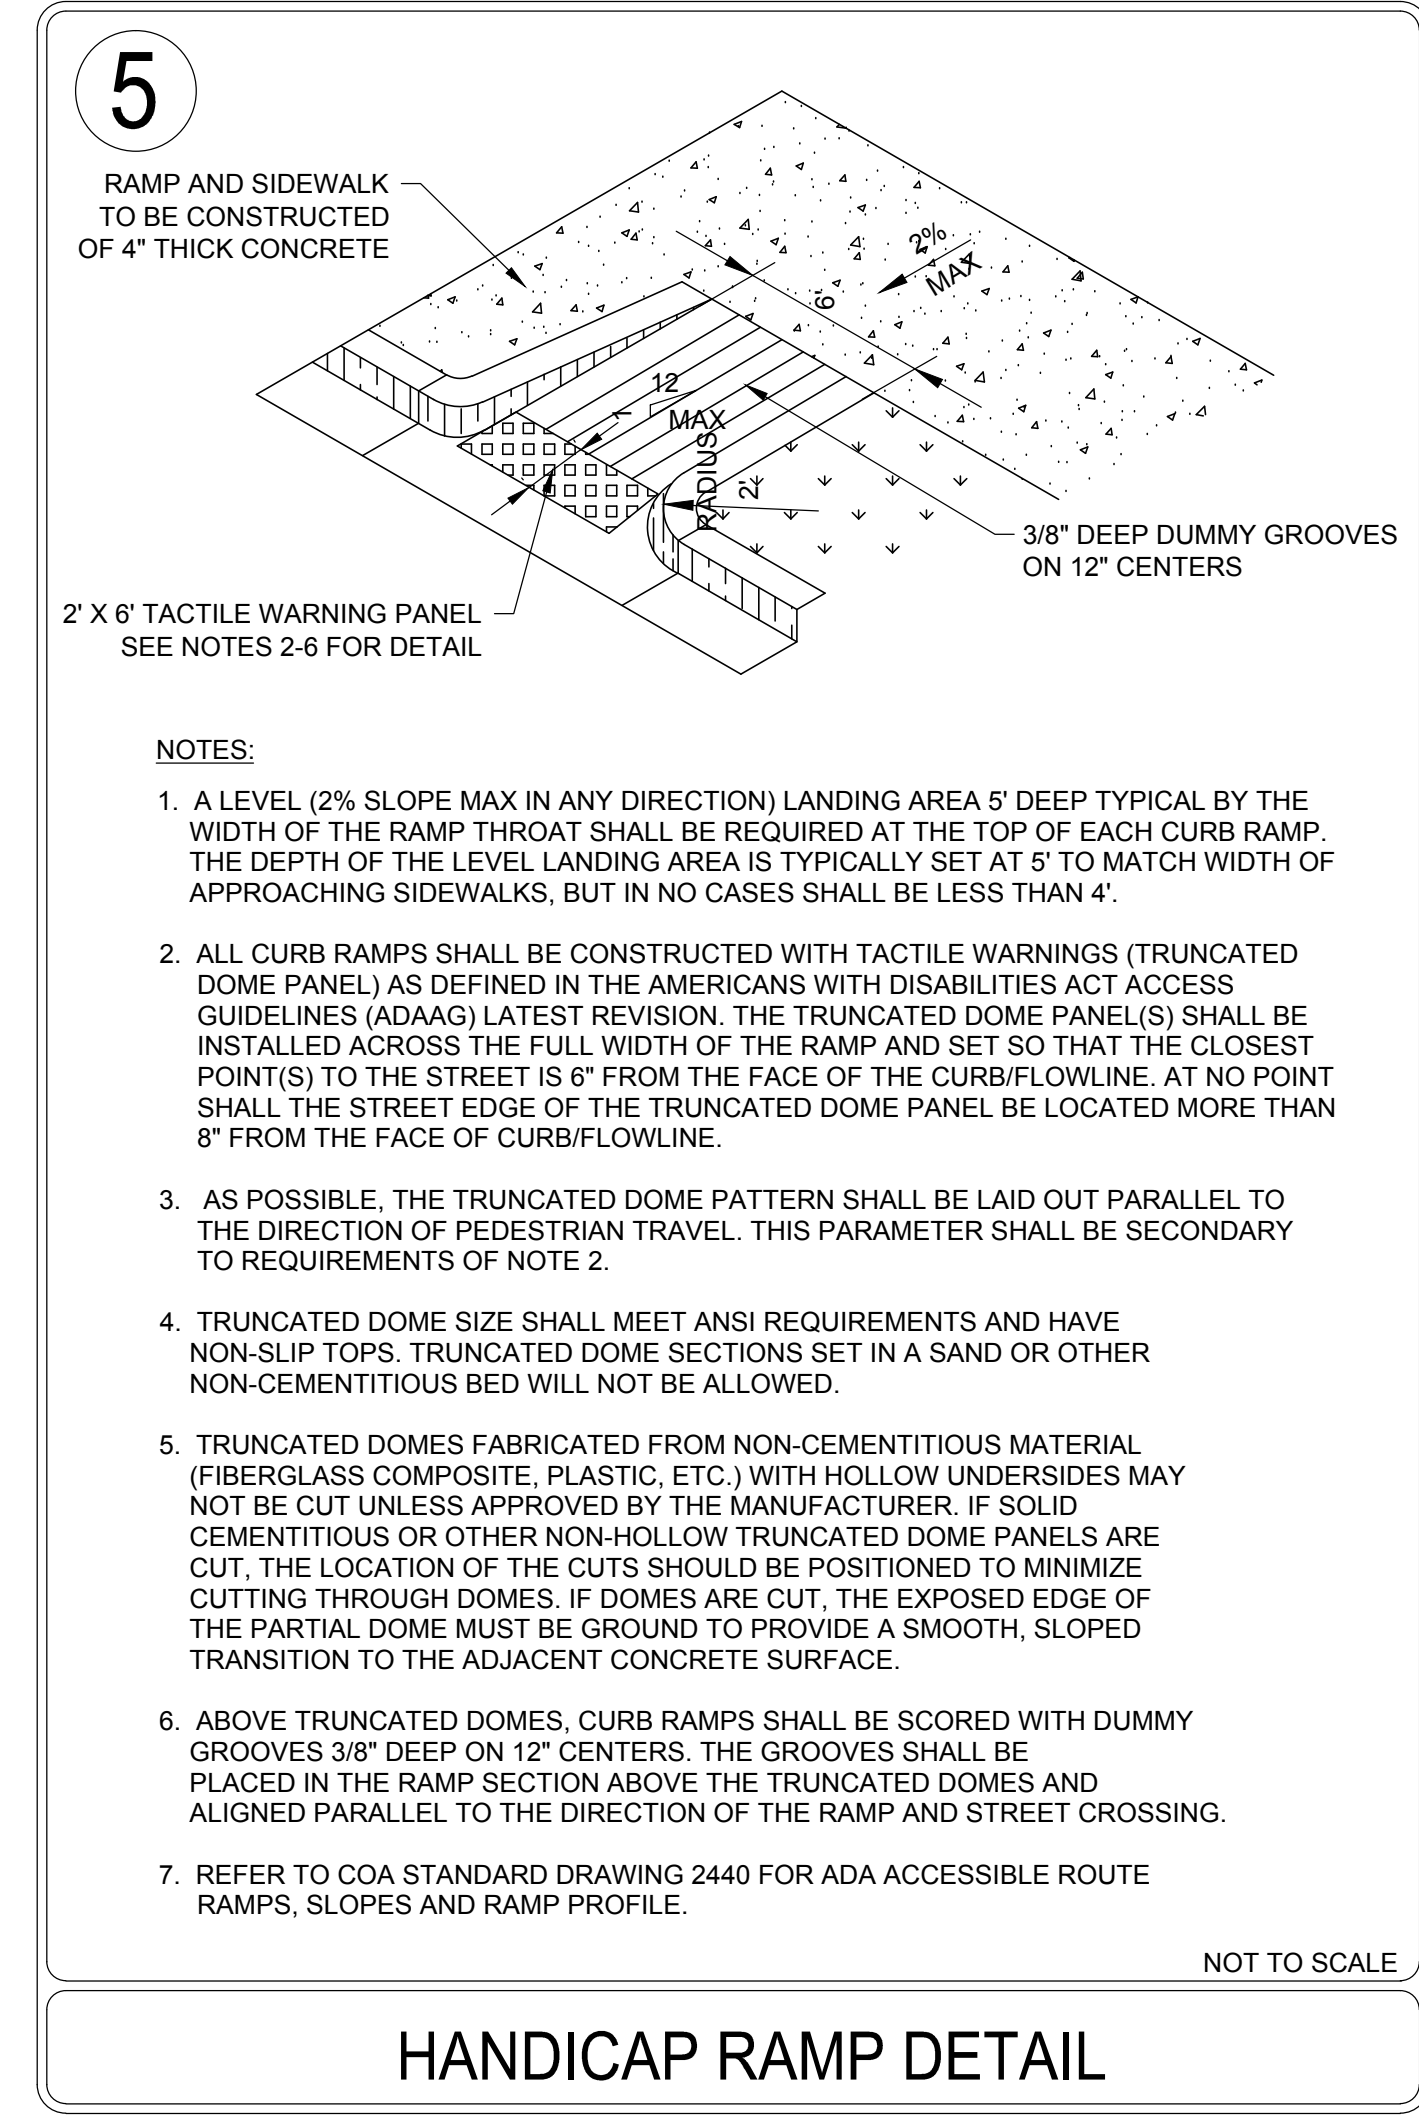 5
RAMP AND SIDEWALK
TO BE CONSTRUCTED
OF 4" THICK CONCRETE
2%
MAX
6'
12
1
MAX
RADIUS
2'
3/8" DEEP DUMMY GROOVES
ON 12" CENTERS
2' X 6' TACTILE WARNING PANEL
SEE NOTES 2-6 FOR DETAIL
NOTES:
1. A LEVEL (2% SLOPE MAX IN ANY DIRECTION) LANDING AREA 5' DEEP TYPICAL BY THE
WIDTH OF THE RAMP THROAT SHALL BE REQUIRED AT THE TOP OF EACH CURB RAMP.
THE DEPTH OF THE LEVEL LANDING AREA IS TYPICALLY SET AT 5' TO MATCH WIDTH OF
APPROACHING SIDEWALKS, BUT IN NO CASES SHALL BE LESS THAN 4'.
2. ALL CURB RAMPS SHALL BE CONSTRUCTED WITH TACTILE WARNINGS (TRUNCATED
DOME PANEL) AS DEFINED IN THE AMERICANS WITH DISABILITIES ACT ACCESS
GUIDELINES (ADAAG) LATEST REVISION. THE TRUNCATED DOME PANEL(S) SHALL BE
INSTALLED ACROSS THE FULL WIDTH OF THE RAMP AND SET SO THAT THE CLOSEST
POINT(S) TO THE STREET IS 6" FROM THE FACE OF THE CURB/FLOWLINE. AT NO POINT
SHALL THE STREET EDGE OF THE TRUNCATED DOME PANEL BE LOCATED MORE THAN
8" FROM THE FACE OF CURB/FLOWLINE.
3. AS POSSIBLE, THE TRUNCATED DOME PATTERN SHALL BE LAID OUT PARALLEL TO
THE DIRECTION OF PEDESTRIAN TRAVEL. THIS PARAMETER SHALL BE SECONDARY
TO REQUIREMENTS OF NOTE 2.
4. TRUNCATED DOME SIZE SHALL MEET ANSI REQUIREMENTS AND HAVE
NON-SLIP TOPS. TRUNCATED DOME SECTIONS SET IN A SAND OR OTHER
NON-CEMENTITIOUS BED WILL NOT BE ALLOWED.
5. TRUNCATED DOMES FABRICATED FROM NON-CEMENTITIOUS MATERIAL
(FIBERGLASS COMPOSITE, PLASTIC, ETC.) WITH HOLLOW UNDERSIDES MAY
NOT BE CUT UNLESS APPROVED BY THE MANUFACTURER. IF SOLID
CEMENTITIOUS OR OTHER NON-HOLLOW TRUNCATED DOME PANELS ARE
CUT, THE LOCATION OF THE CUTS SHOULD BE POSITIONED TO MINIMIZE
CUTTING THROUGH DOMES. IF DOMES ARE CUT, THE EXPOSED EDGE OF
THE PARTIAL DOME MUST BE GROUND TO PROVIDE A SMOOTH, SLOPED
TRANSITION TO THE ADJACENT CONCRETE SURFACE.
6. ABOVE TRUNCATED DOMES, CURB RAMPS SHALL BE SCORED WITH DUMMY
GROOVES 3/8" DEEP ON 12" CENTERS. THE GROOVES SHALL BE
PLACED IN THE RAMP SECTION ABOVE THE TRUNCATED DOMES AND
ALIGNED PARALLEL TO THE DIRECTION OF THE RAMP AND STREET CROSSING.
7. REFER TO COA STANDARD DRAWING 2440 FOR ADA ACCESSIBLE ROUTE
RAMPS, SLOPES AND RAMP PROFILE.
NOT TO SCALE
HANDICAP RAMP DETAIL